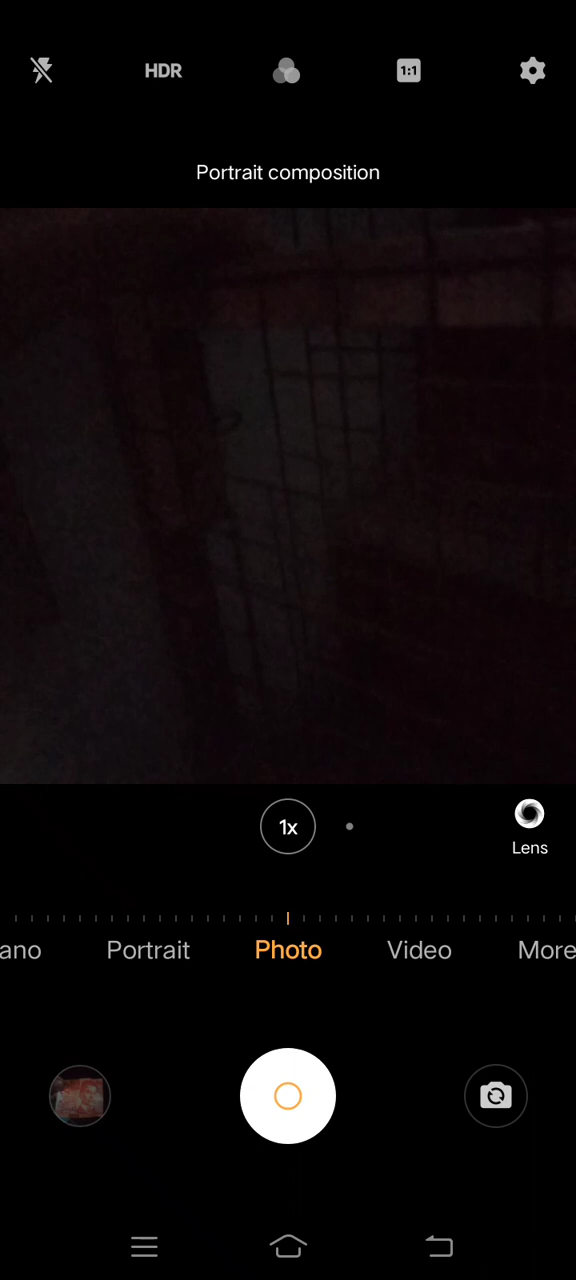 HDR
1:1
Portrait composition
1x
Lens
ano Portrait Photo Video More